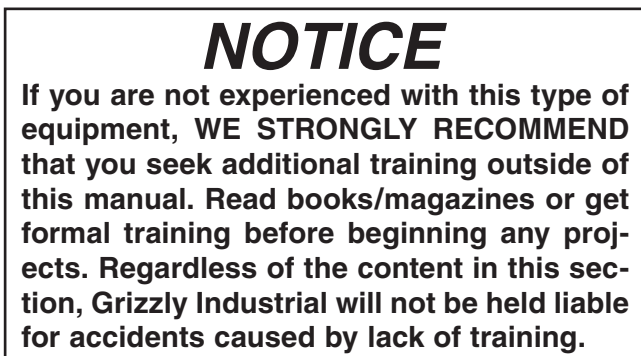 NOTICE
If you are not experienced with this type of
equipment, WE STRONGLY RECOMMEND
that you seek additional training outside of
this manual. Read books/magazines or get
formal training before beginning any proj-
ects. Regardless of the content in this sec-
tion, Grizzly Industrial will not be held liable
for accidents caused by lack of training.